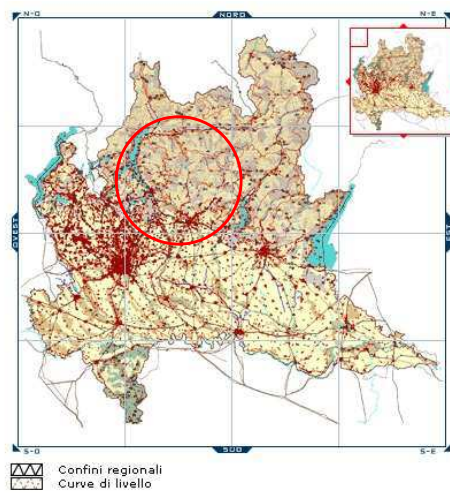 N-O NORD N-E
OVEST EST
S-O SUD S-E
Confini regionali
Curve di livello